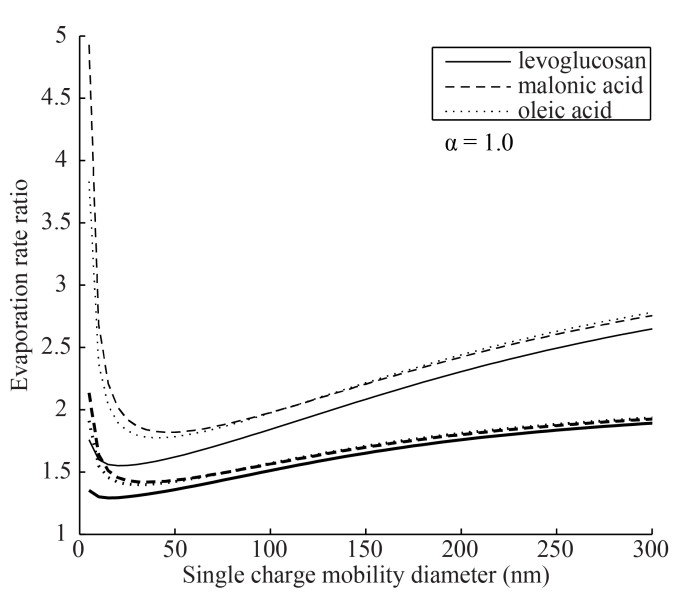 5
4.5
4
3.5
3
2.5
2
1.5
1
0
50
100
150
200
250
300
Evaporation rate ratio
Single charge mobility diameter (nm)
levoglucosan
malonic acid
oleic acid
α = 1.0